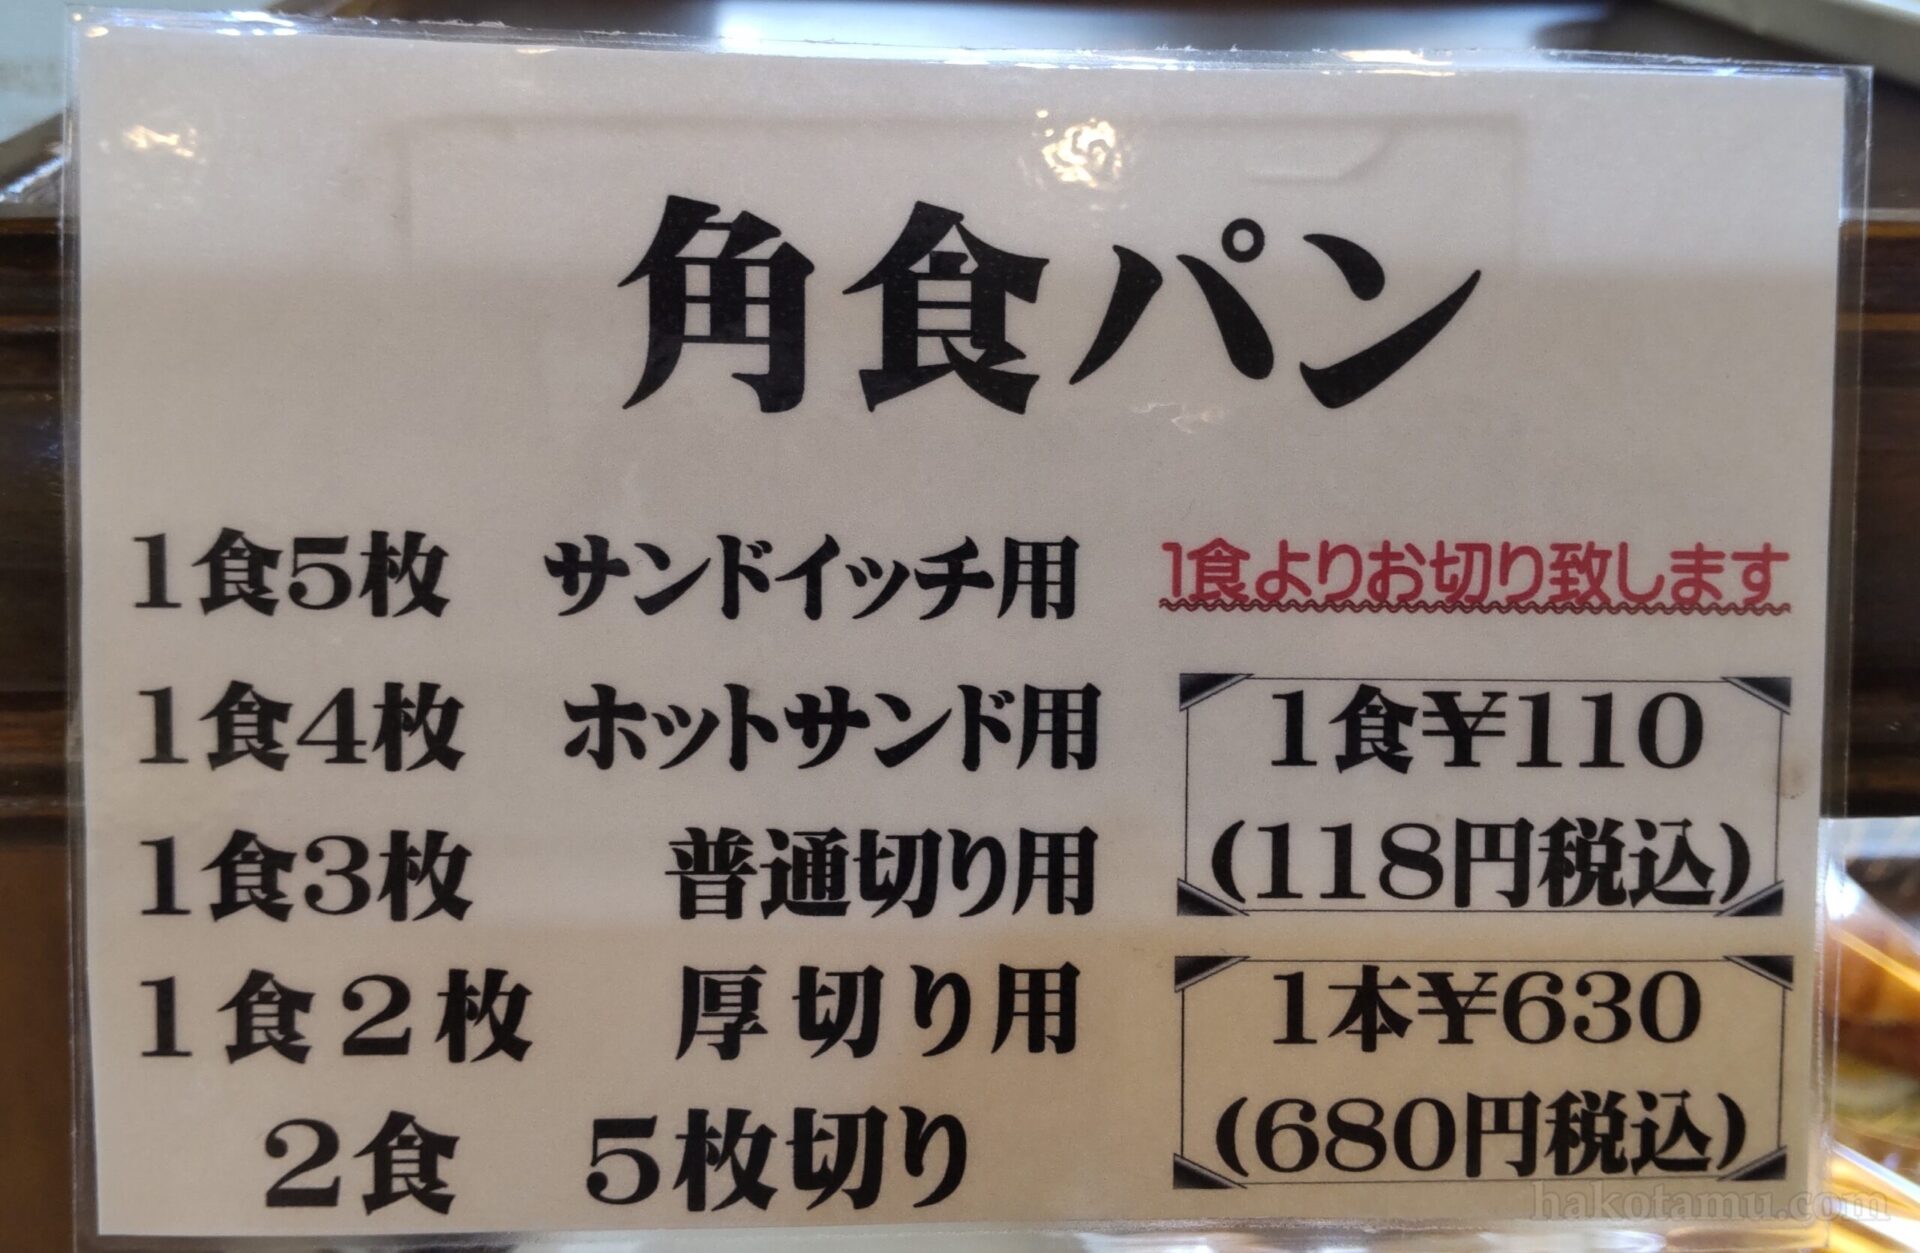 角食パン
1食5枚 サンドイッチ用
1食よりお切り致します
1食4枚 ホットサンド用
1食¥110
1食3枚 普通切り用
(118円税込)
1食2枚 厚切り用
1本¥630
2食 5枚切り
(680円税込)
hakotamu.com